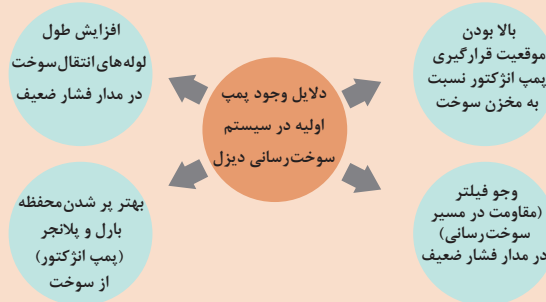 بالا بودن
موقعیت قرارگیری
پمپ انژکتور نسبت
به مخزن سوخت
افزایش طول
لوله‌های انتقال سوخت
در مدار فشار ضعیف
دلایل وجود پمپ
اولیه در سیستم
سوخت‌رسانی دیزل
وجو فیلتر
(مقاومت در مسیر
سوخت‌رسانی)
در مدار فشار ضعیف
بهتر پر شدن محفظه
بارل و پلانجر
(پمپ انژکتور)
از سوخت